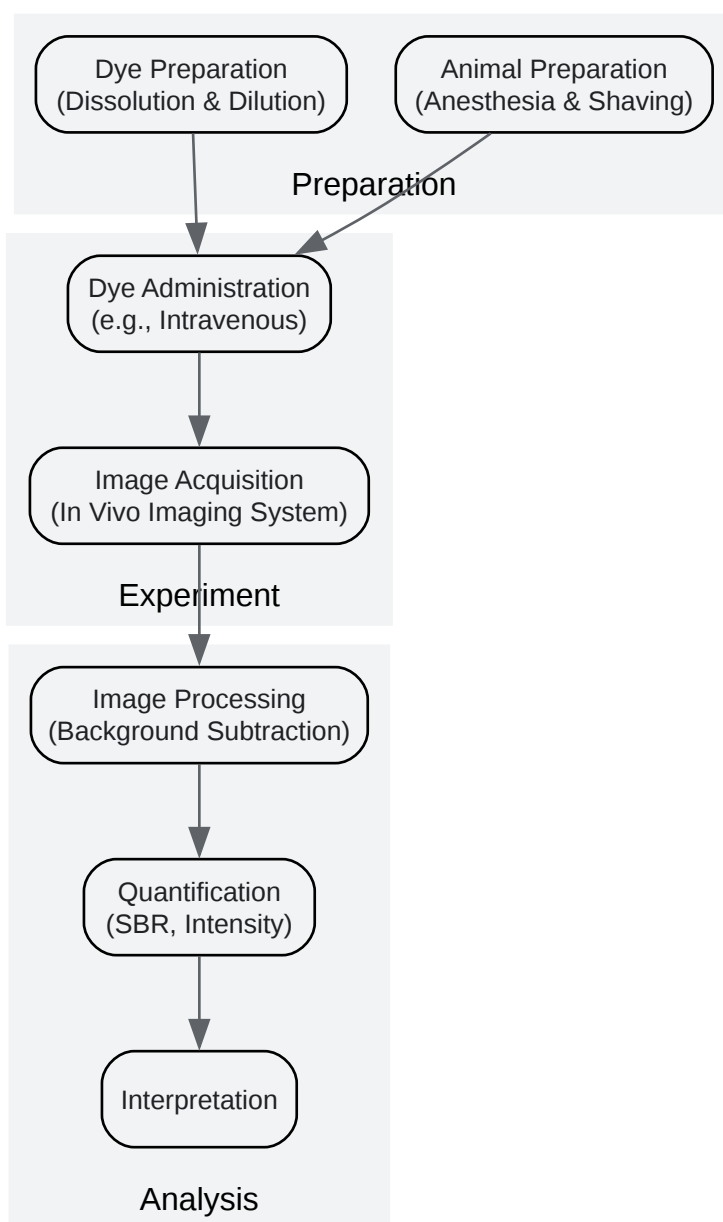 Dye Preparation
(Dissolution & Dilution)
Animal Preparation
(Anesthesia & Shaving)
Preparation
Dye Administration
(e.g., Intravenous)
Image Acquisition
(In Vivo Imaging System)
Experiment
Image Processing
(Background Subtraction)
Quantification
(SBR, Intensity)
Interpretation
Analysis